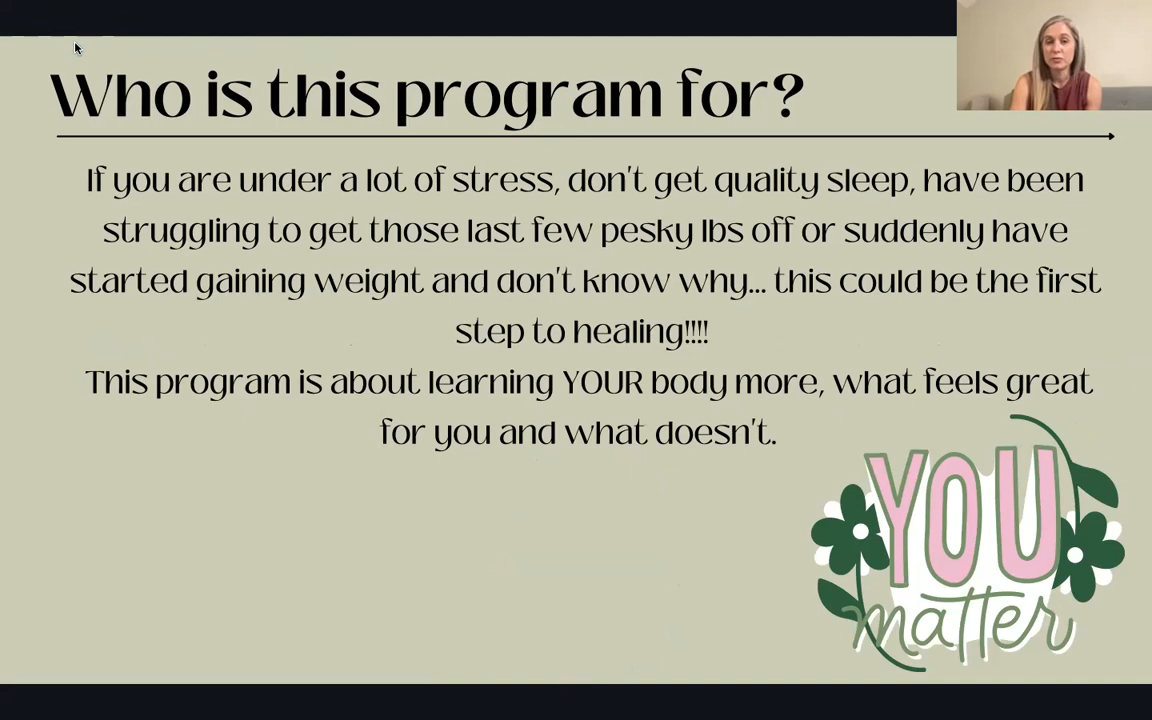 Who is this program for?
If you are under a lot of stress, don't get quality sleep, have been
struggling to get those last few pesky lbs off or suddenly have
started gaining weight and don't know why... this could be the first
step to healing!!!!
This program is about learning YOUR body more, what feels great
for you and what doesn't.
YOU
matter